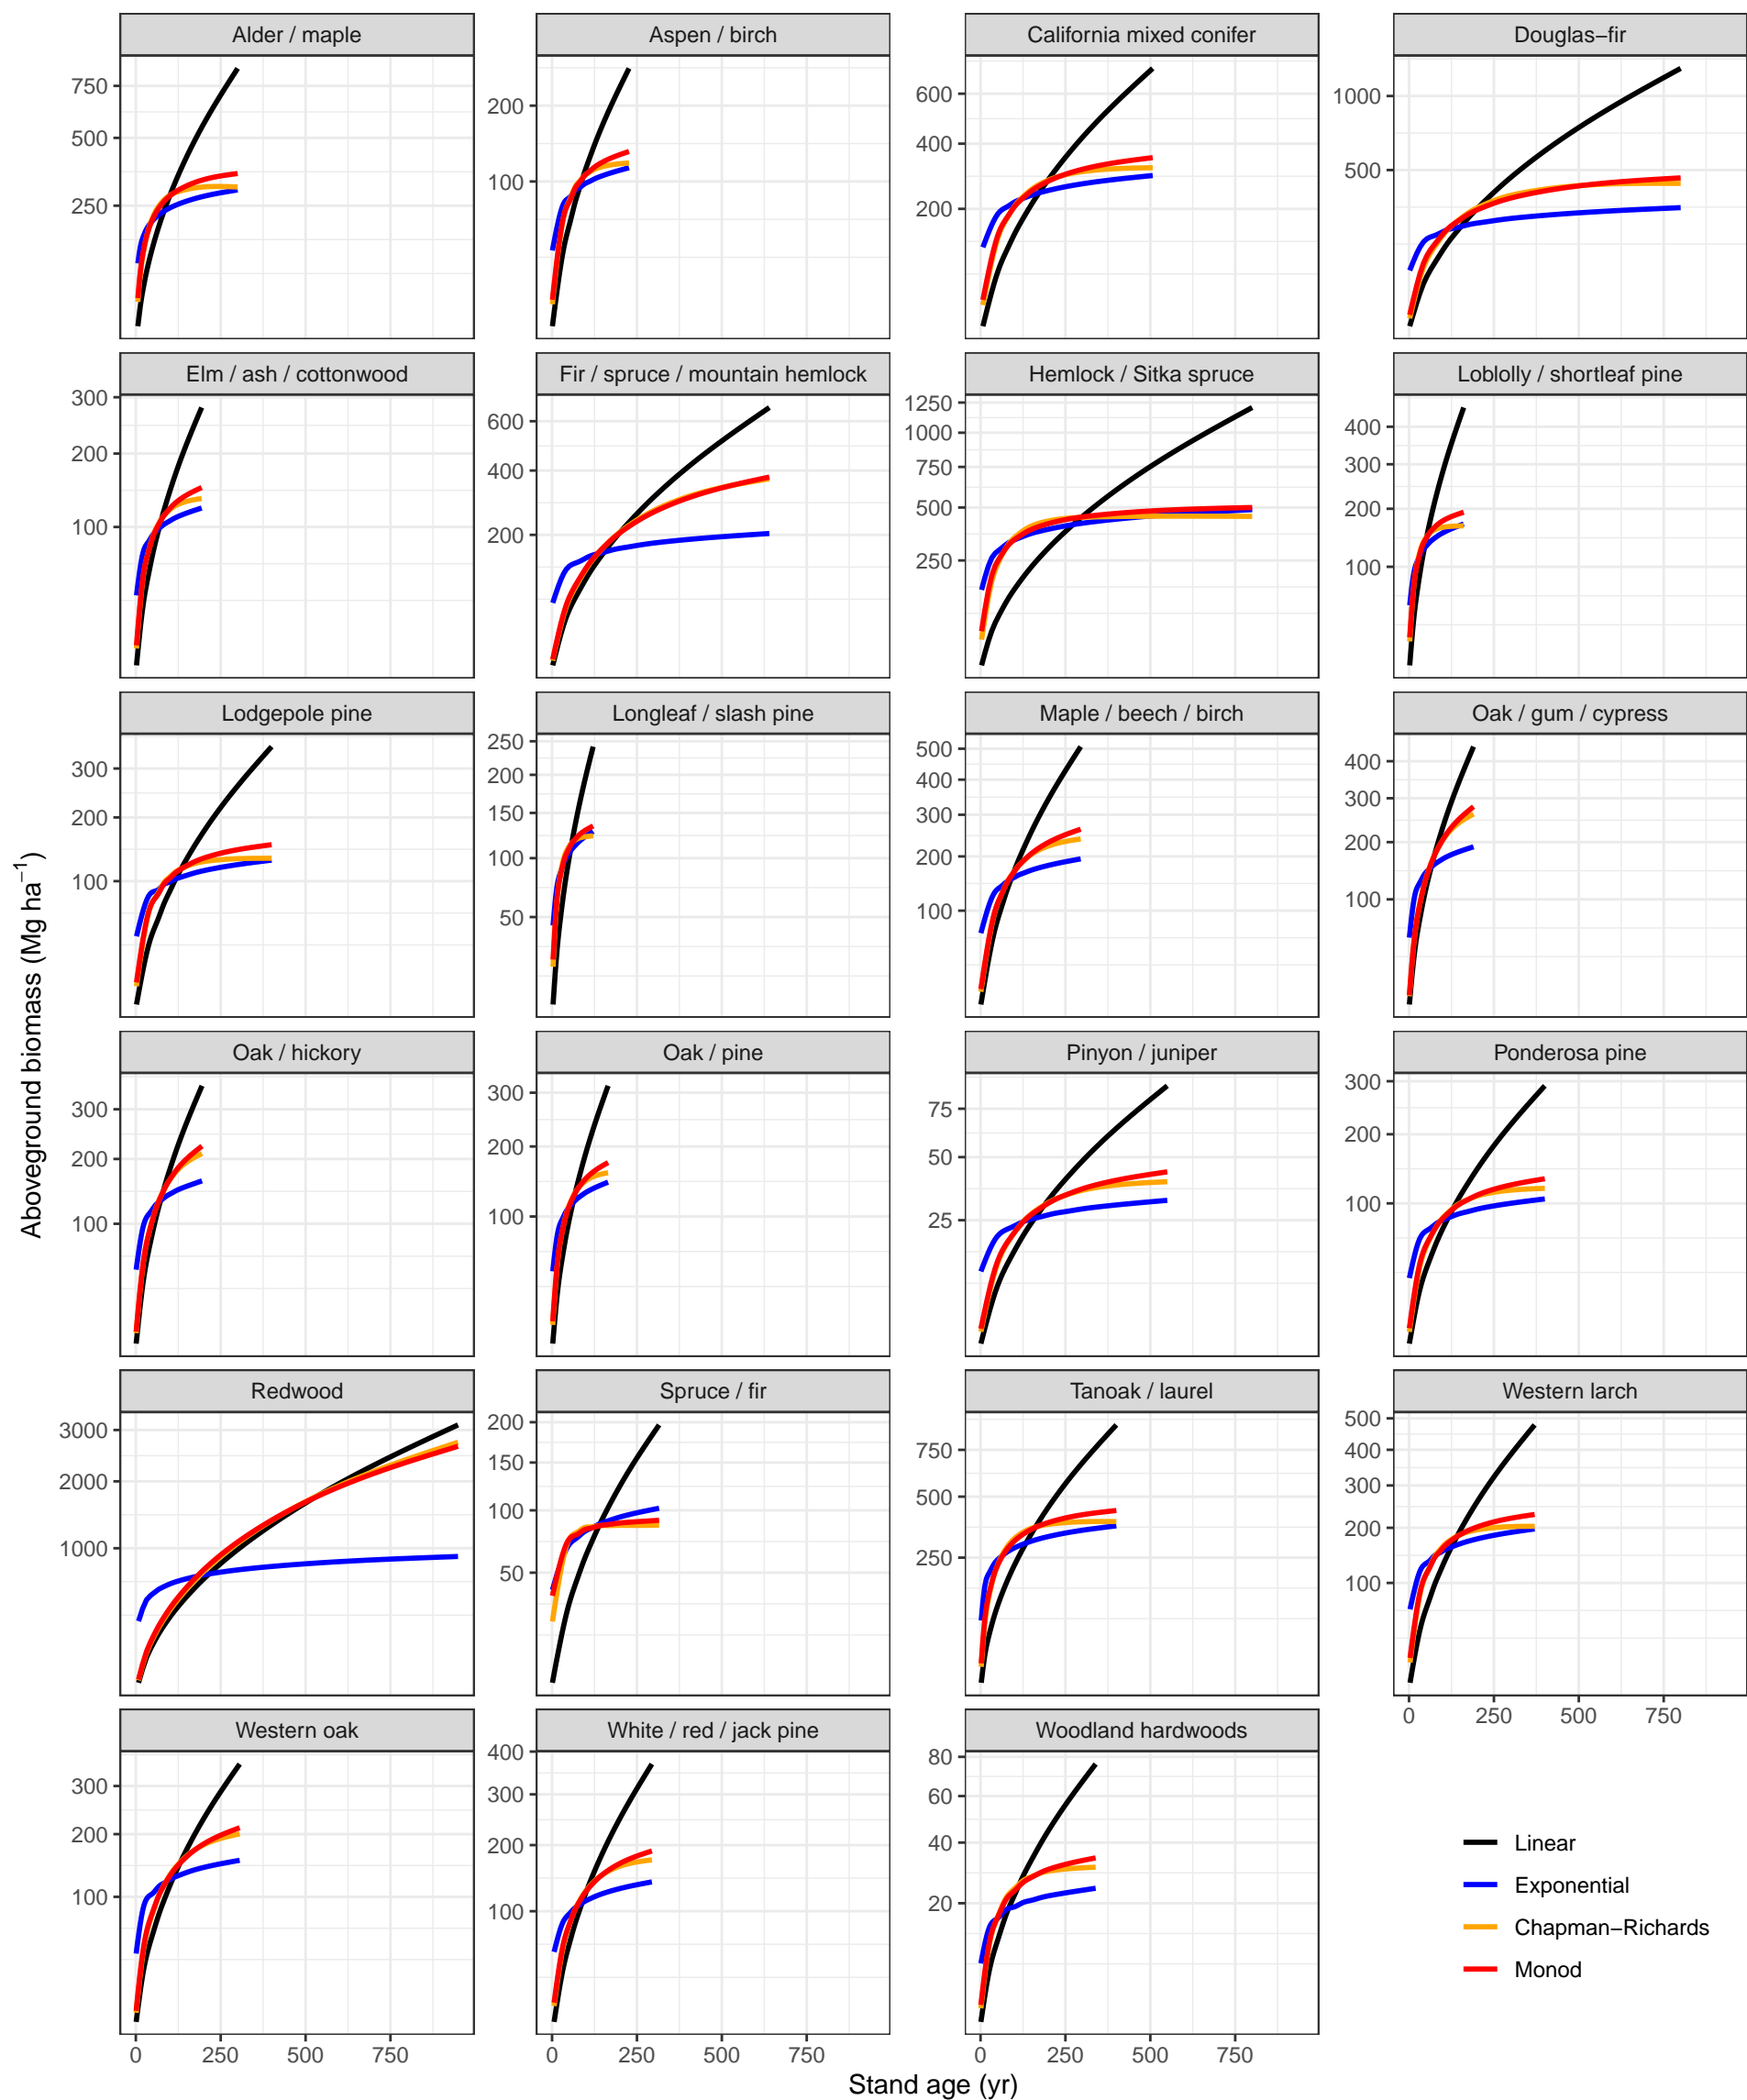 Alder / maple
Aspen / birch
California mixed conifer
Douglas−fir
750
500
250
200
100
600
400
200
1000
500
Elm / ash / cottonwood
Fir / spruce / mountain hemlock
Hemlock / Sitka spruce
Loblolly / shortleaf pine
300
200
100
600
400
200
1250
1000
750
500
250
400
300
200
100
Lodgepole pine
Longleaf / slash pine
Maple / beech / birch
Oak / gum / cypress
300
200
100
250
200
150
100
50
500
400
300
200
100
400
300
200
100
Aboveground biomass (Mg ha−1)
Oak / hickory
Oak / pine
Pinyon / juniper
Ponderosa pine
300
200
100
300
200
100
75
50
25
300
200
100
Redwood
Spruce / fir
Tanoak / laurel
Western larch
3000
2000
1000
200
150
100
50
750
500
250
500
400
300
200
100
0 250 500 750
Western oak
White / red / jack pine
Woodland hardwoods
300
200
100
400
300
200
100
80
60
40
20
0 250 500 750
0 250 500 750
0 250 500 750
Linear
Exponential
Chapman−Richards
Monod
Stand age (yr)